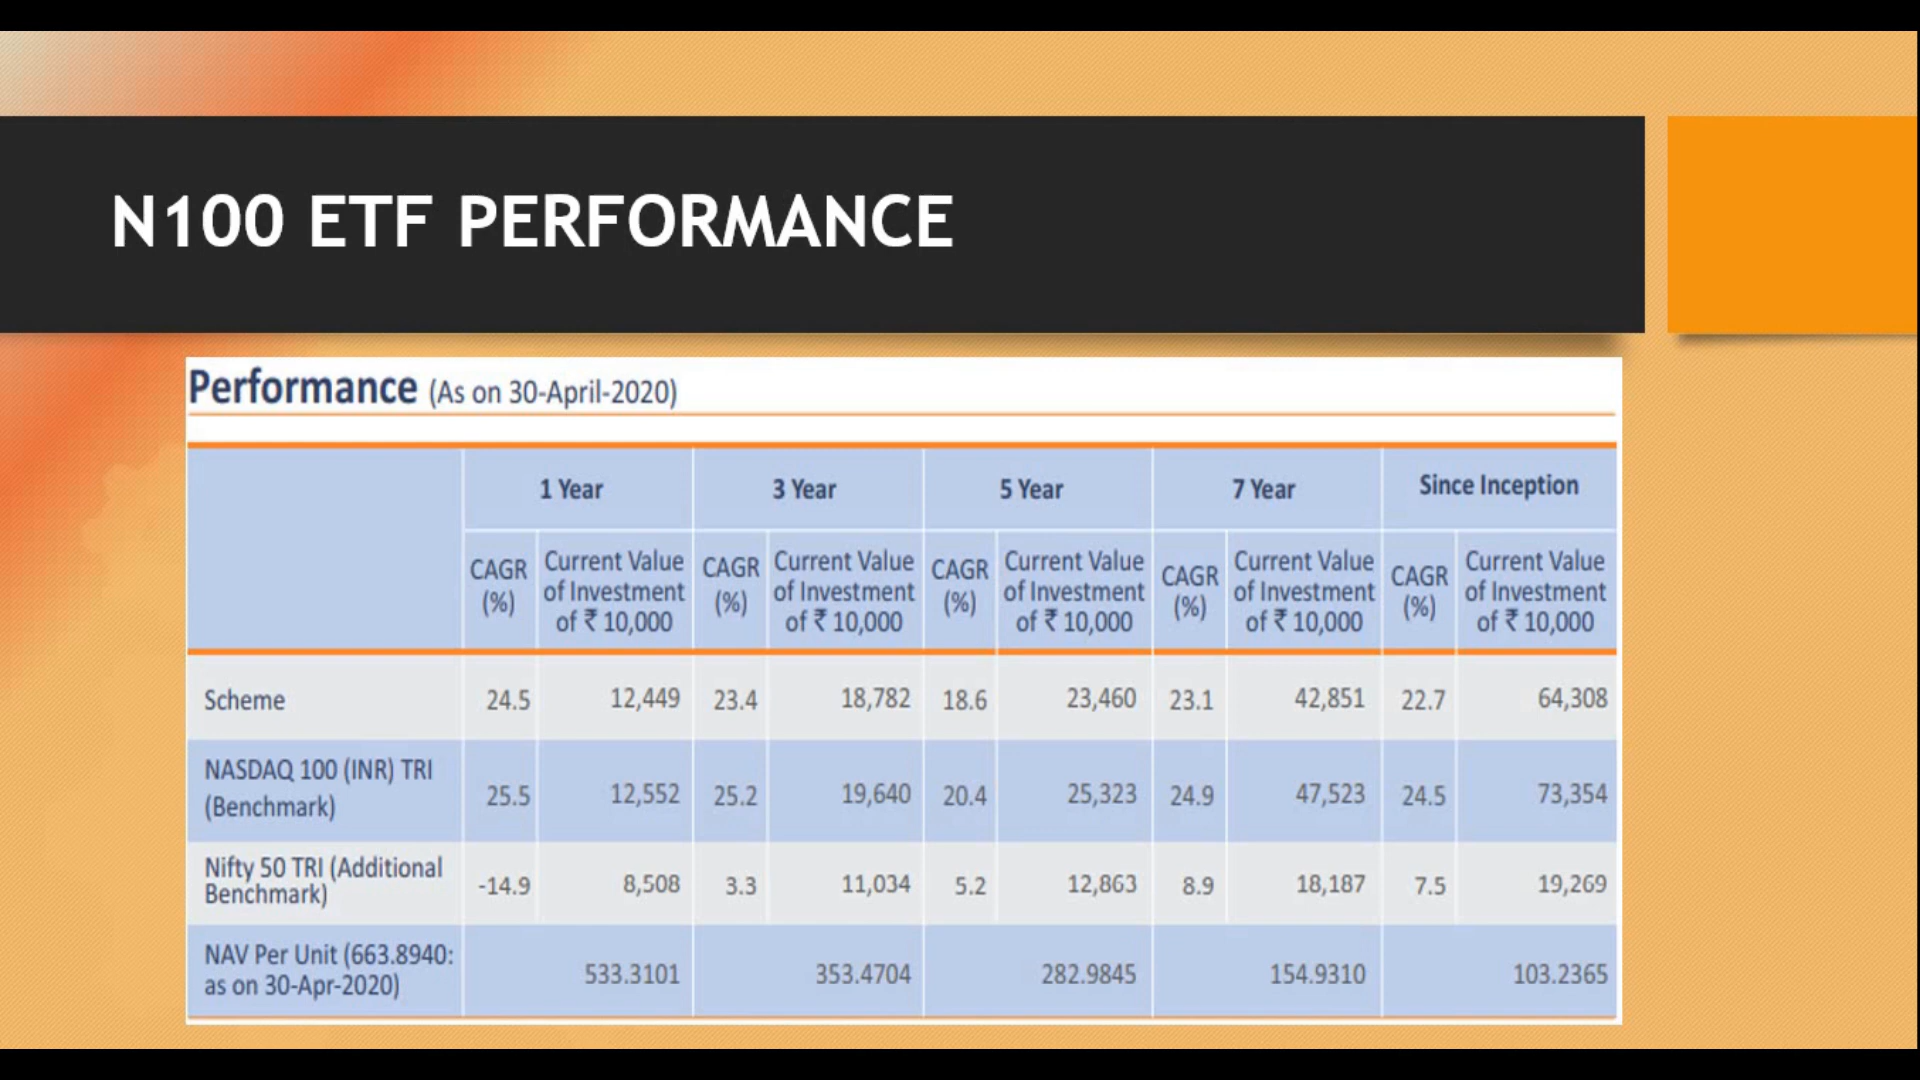 N100 ETF PERFORMANCE
Performance (As on 30-April-2020)
1 Year 3 Year 5 Year 7 Year Since Inception
CAGR (%) Current Value of Investment of ₹ 10,000 CAGR (%) Current Value of Investment of ₹ 10,000 CAGR (%) Current Value of Investment of ₹ 10,000 CAGR (%) Current Value of Investment of ₹ 10,000 CAGR (%) Current Value of Investment of ₹ 10,000
Scheme 24.5 12,449 23.4 18,782 18.6 23,460 23.1 42,851 22.7 64,308
NASDAQ 100 (INR) TRI
(Benchmark) 25.5 12,552 25.2 19,640 20.4 25,323 24.9 47,523 24.5 73,354
Nifty 50 TRI (Additional
Benchmark) -14.9 8,508 3.3 11,034 5.2 12,863 8.9 18,187 7.5 19,269
NAV Per Unit (663.8940:
as on 30-Apr-2020) 533.3101 353.4704 282.9845 154.9310 103.2365